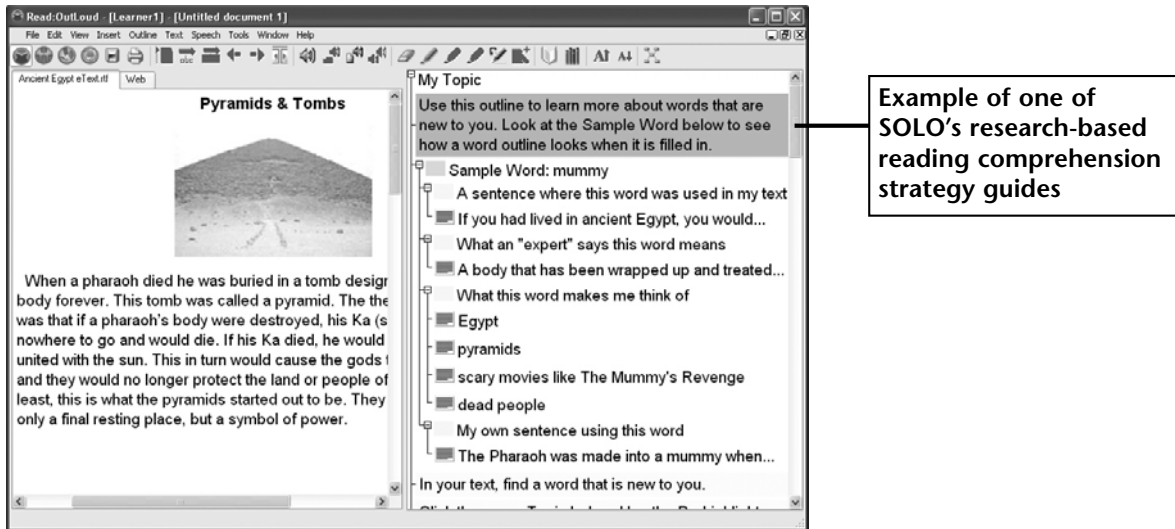 Read:OutLoud - [Learner1] - [Untitled document 1]
File Edit View Insert Outline Text Speech Tools Window Help
abc
Ancient Egypt eText.rtf Web
Pyramids & Tombs
When a pharaoh died he was buried in a tomb design
body forever. This tomb was called a pyramid. The the
was that if a pharaoh's body were destroyed, his Ka (s
nowhere to go and would die. If his Ka died, he would
united with the sun. This in turn would cause the gods t
and they would no longer protect the land or people of
least, this is what the pyramids started out to be. They
only a final resting place, but a symbol of power.
My Topic
Use this outline to learn more about words that are
new to you. Look at the Sample Word below to see
how a word outline looks when it is filled in.
Sample Word: mummy
A sentence where this word was used in my text
If you had lived in ancient Egypt, you would...
What an "expert" says this word means
A body that has been wrapped up and treated...
What this word makes me think of
Egypt
pyramids
scary movies like The Mummy's Revenge
dead people
My own sentence using this word
The Pharaoh was made into a mummy when...
In your text, find a word that is new to you.
Example of one of
SOLO's research-based
reading comprehension
strategy guides